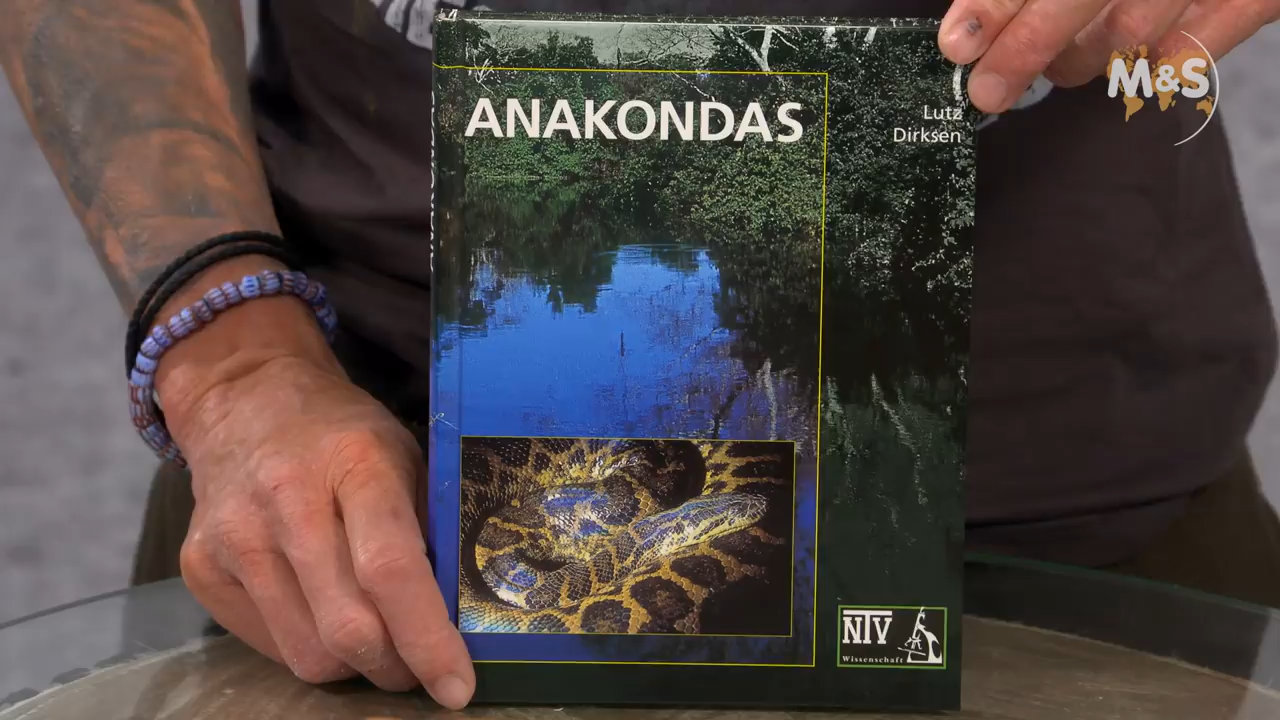 ANAKONDAS
Lutz
Dirksen
M&S
NTV
Wissenschaft